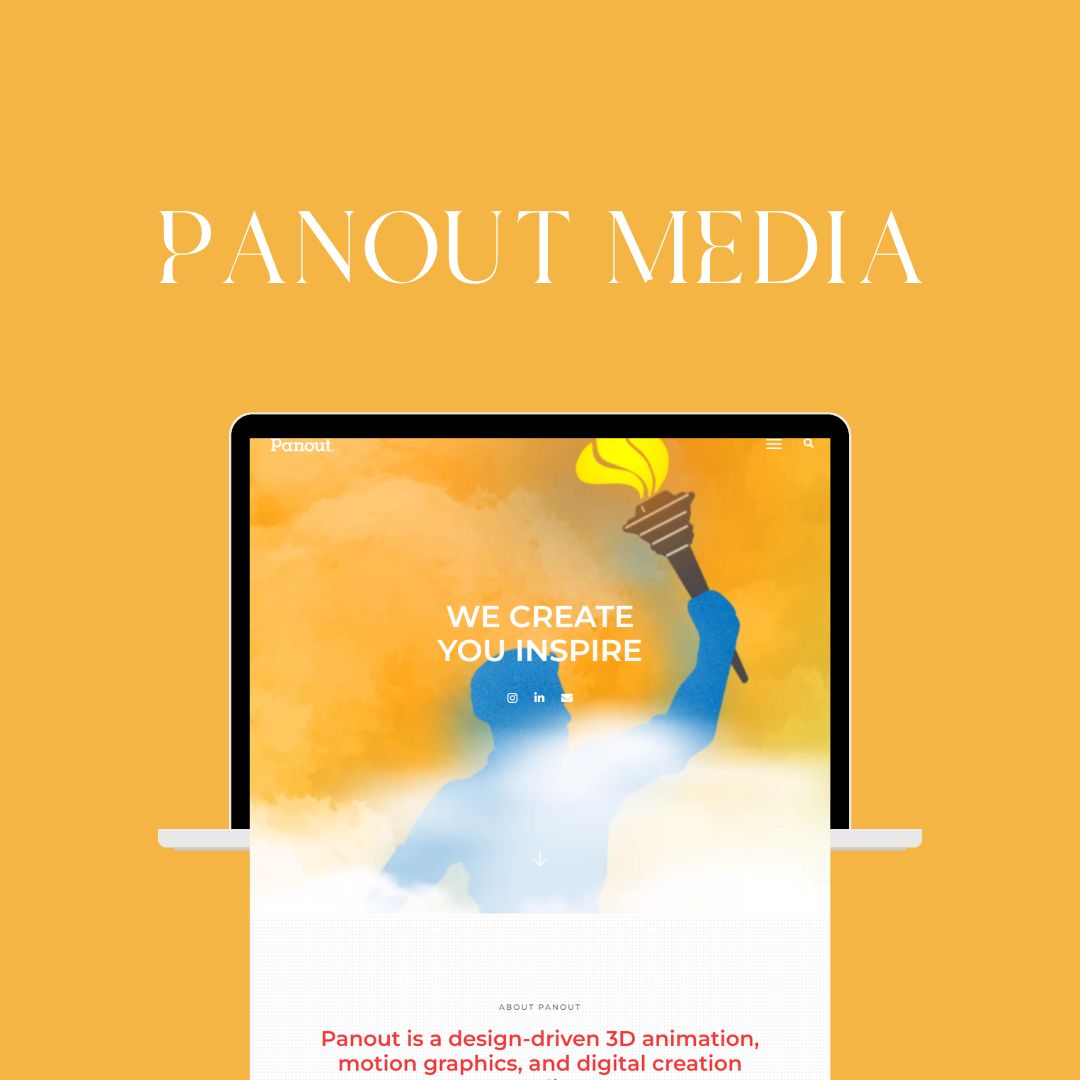 PANOUT MEDIA
Panout.
WE CREATE
YOU INSPIRE
ABOUT PANOUT
Panout is a design-driven 3D animation,
motion graphics, and digital creation